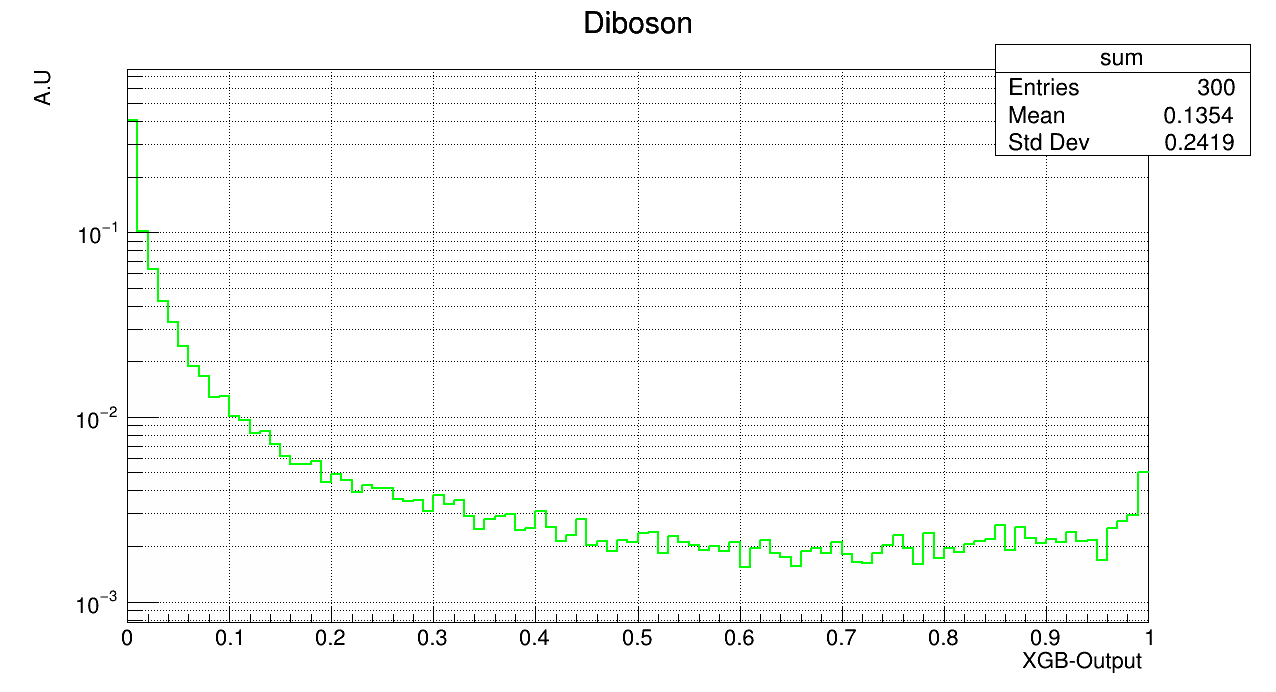 Diboson
A.U
sum
Entries 300
Mean 0.1354
Std Dev 0.2419
10⁻¹
10⁻²
10⁻³
0 0.1 0.2 0.3 0.4 0.5 0.6 0.7 0.8 0.9 1
XGB-Output